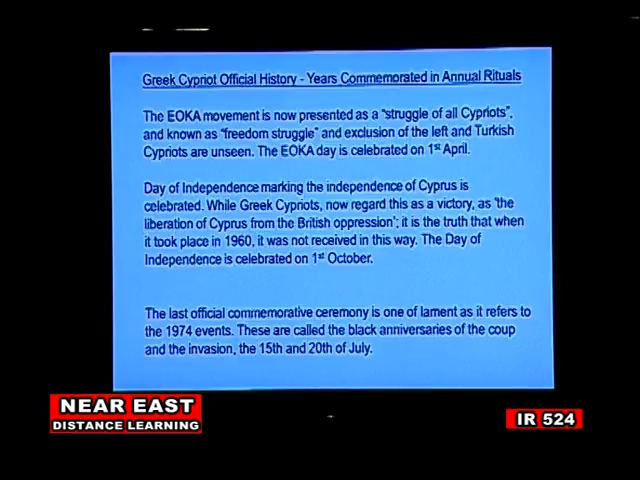 Greek Cypriot Official History - Years Commemorated in Annual Rituals
The EOKA movement is now presented as a “struggle of all Cypriots”,
and known as “freedom struggle” and exclusion of the left and Turkish
Cypriots are unseen. The EOKA day is celebrated on 1st April.
Day of Independence marking the independence of Cyprus is
celebrated. While Greek Cypriots, now regard this as a victory, as 'the
liberation of Cyprus from the British oppression'; it is the truth that when
it took place in 1960, it was not received in this way. The Day of
Independence is celebrated on 1st October.
The last official commemorative ceremony is one of lament as it refers to
the 1974 events. These are called the black anniversaries of the coup
and the invasion, the 15th and 20th of July.
NEAR EAST
DISTANCE LEARNING
IR 524